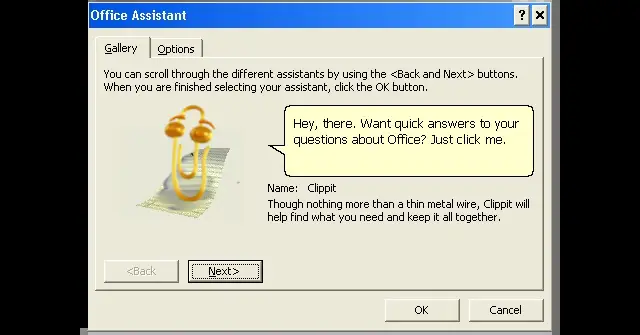 Office Assistant
Gallery
Options
You can scroll through the different assistants by using the <Back and Next> buttons.
When you are finished selecting your assistant, click the OK button.
Hey, there. Want quick answers to your
questions about Office? Just click me.
Name: Clippit
Though nothing more than a thin metal wire, Clippit will
help find what you need and keep it all together.
<Back
Next>
OK
Cancel